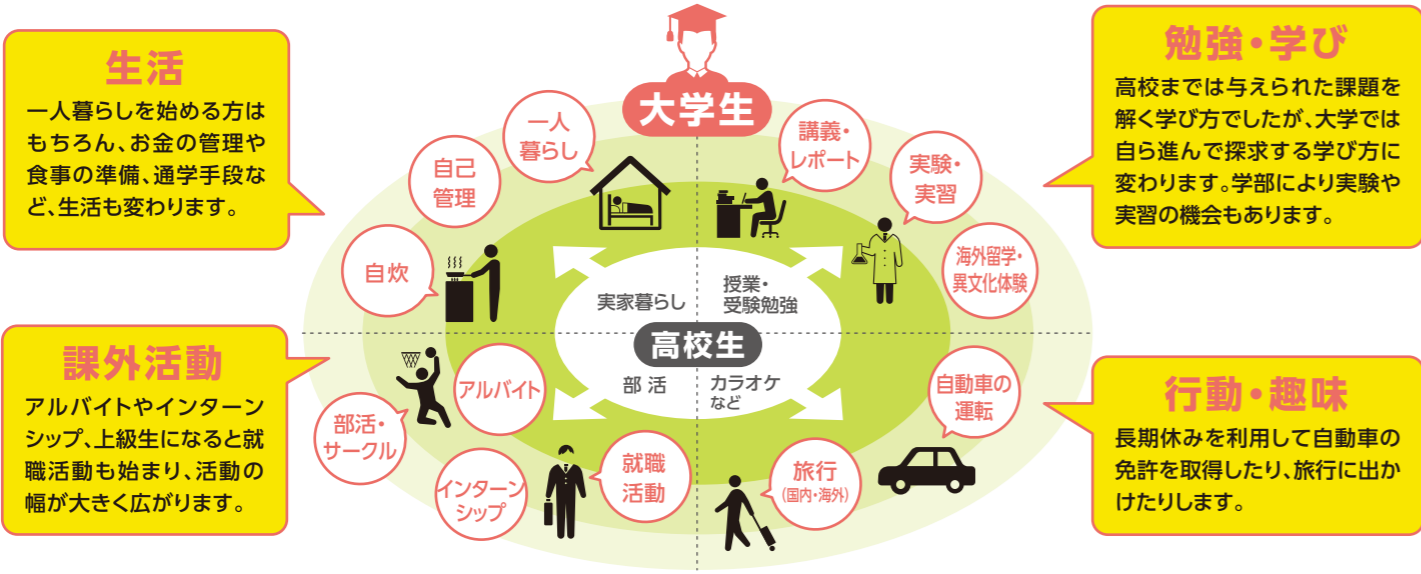 大学生
生活
一人暮らしを始める方は
もちろん、お金の管理や
食事の準備、通学手段な
ど、生活も変わります。
勉強・学び
高校までは与えられた課題を
解く学び方でしたが、大学では
自ら進んで探求する学び方に
変わります。学部により実験や
実習の機会もあります。
一人
暮らし
自己
管理
自炊
講義・
レポート
実験・
実習
海外留学・
異文化体験
実家暮らし
授業・
受験勉強
高校生
部活
カラオケ
など
課外活動
アルバイトやインターン
シップ、上級生になると就
職活動も始まり、活動の
幅が大きく広がります。
アルバイト
部活・
サークル
インターン
シップ
就職
活動
旅行
(国内・海外)
自動車の
運転
行動・趣味
長期休みを利用して自動車の
免許を取得したり、旅行に出か
けたりします。